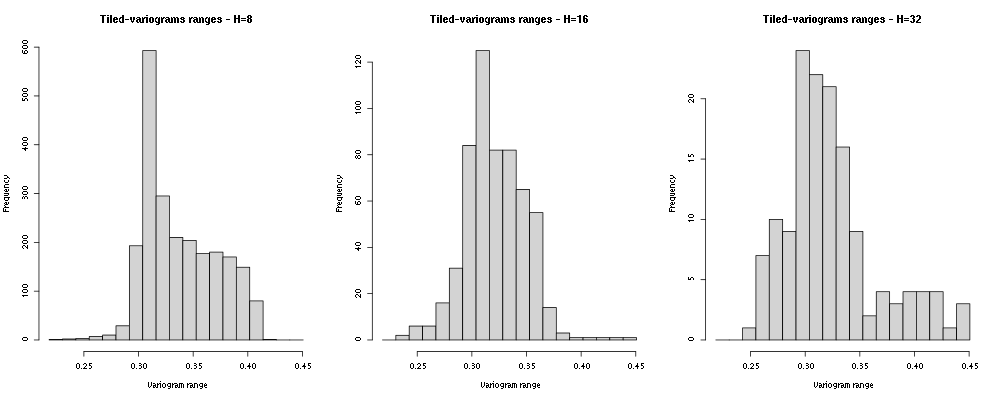 Tiled-variograms ranges - H=8
Frequency
600
500
400
300
200
100
0
0.25 0.30 0.35 0.40 0.45
Variogram range
Tiled-variograms ranges - H=16
Frequency
120
100
80
60
40
20
0
0.25 0.30 0.35 0.40 0.45
Variogram range
Tiled-variograms ranges - H=32
Frequency
20
15
10
5
0
0.25 0.30 0.35 0.40 0.45
Variogram range